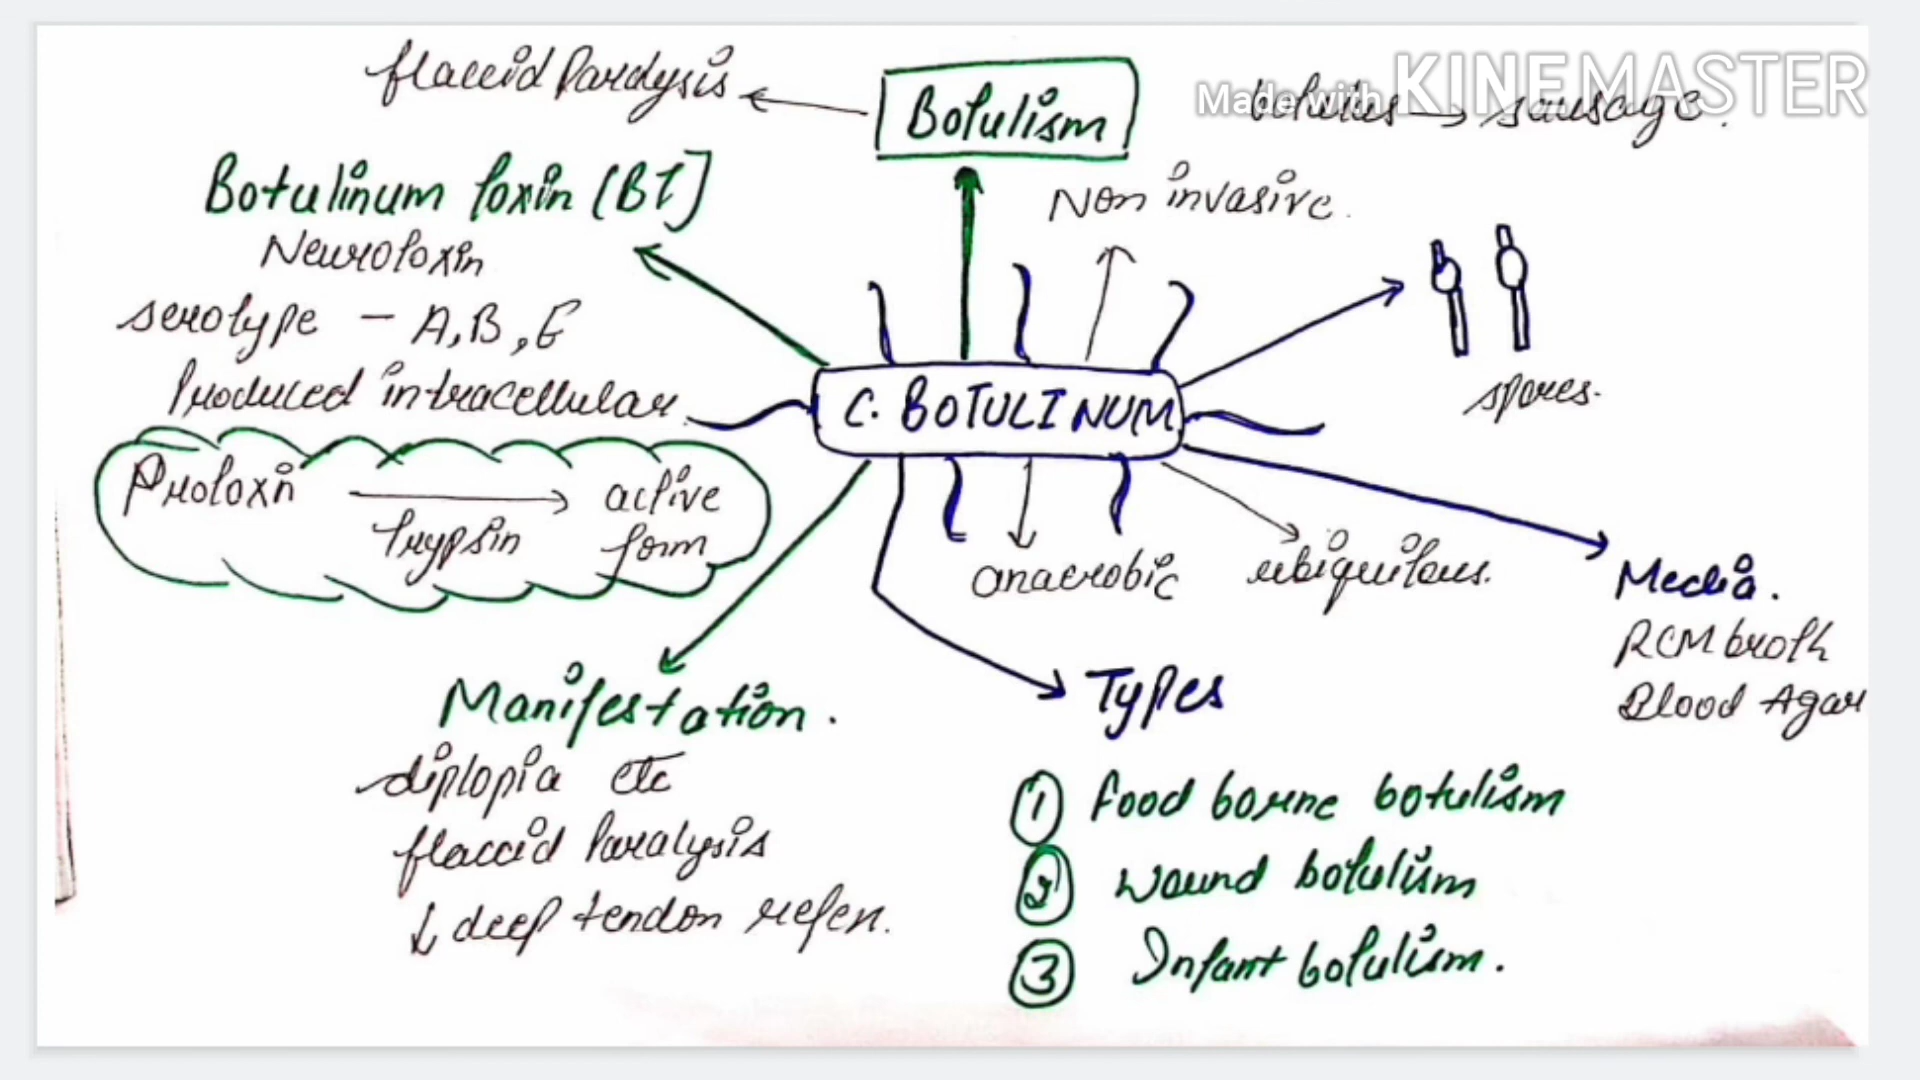 flaccid Paralysis
Botulism
botulus → sausage.
Made with KINEMASTER
Botulinum toxin (BT]
Neurotoxin
serotype - A, B, E
Produced intracellular
Protoxn → active
trypsin form
Non invasive.
spores.
C. BOTULINUM
anaerobic
ubiquitous.
Media.
RCM broth
Blood Agar
Manifestation.
diplopia etc
flaccid Paralysis
↓ deep tendon
Types
1 Food borne botulism
2 wound botulism
3 Infant botulism.